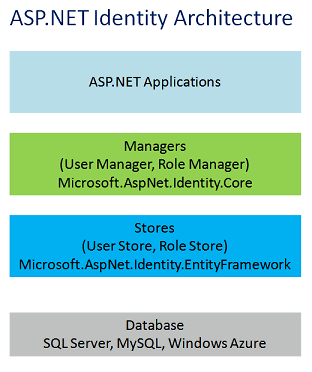 ASP.NET Identity Architecture
ASP.NET Applications
Managers
(User Manager, Role Manager)
Microsoft.AspNet.Identity.Core
Stores
(User Store, Role Store)
Microsoft.AspNet.Identity.EntityFramework
Database
SQL Server, MySQL, Windows Azure